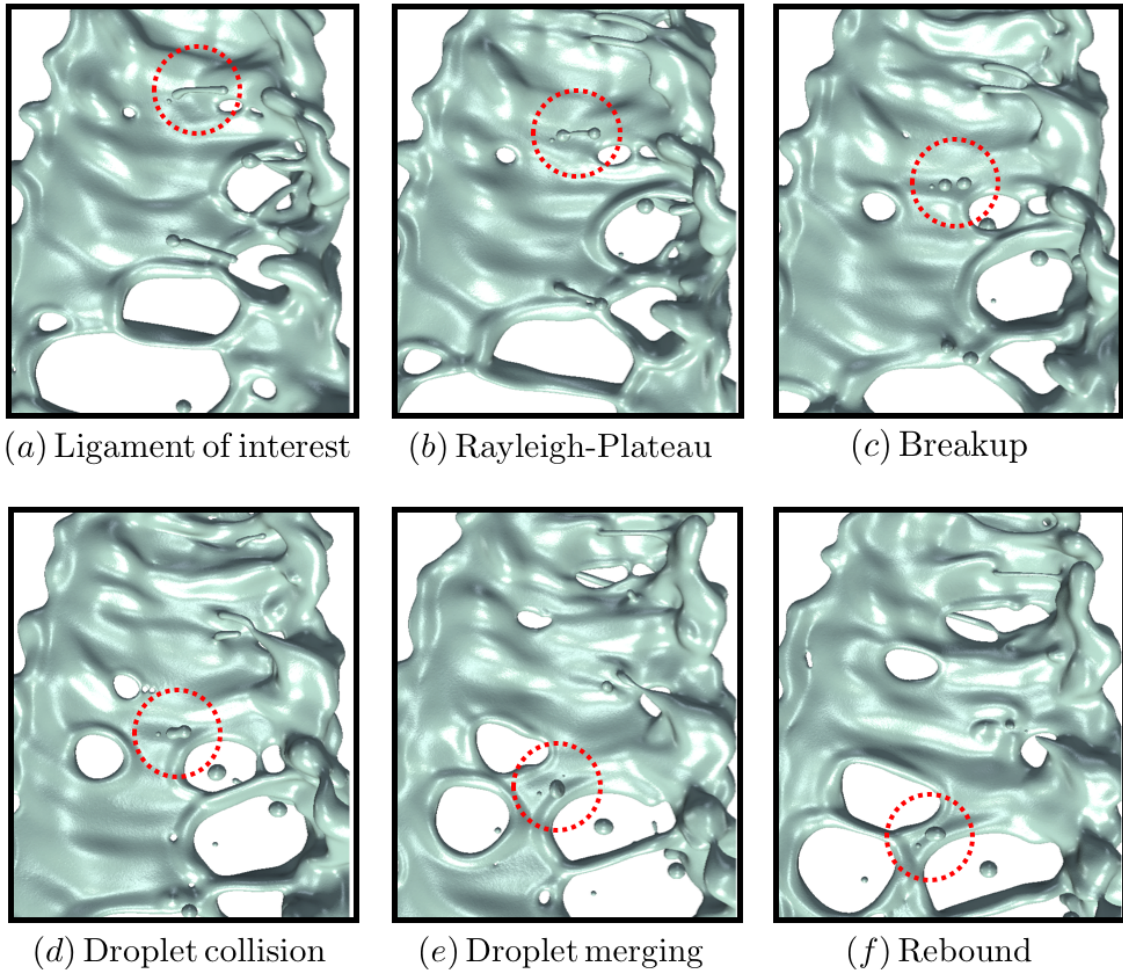 (a) Ligament of interest
(b) Rayleigh-Plateau
(c) Breakup
(d) Droplet collision
(e) Droplet merging
(f) Rebound